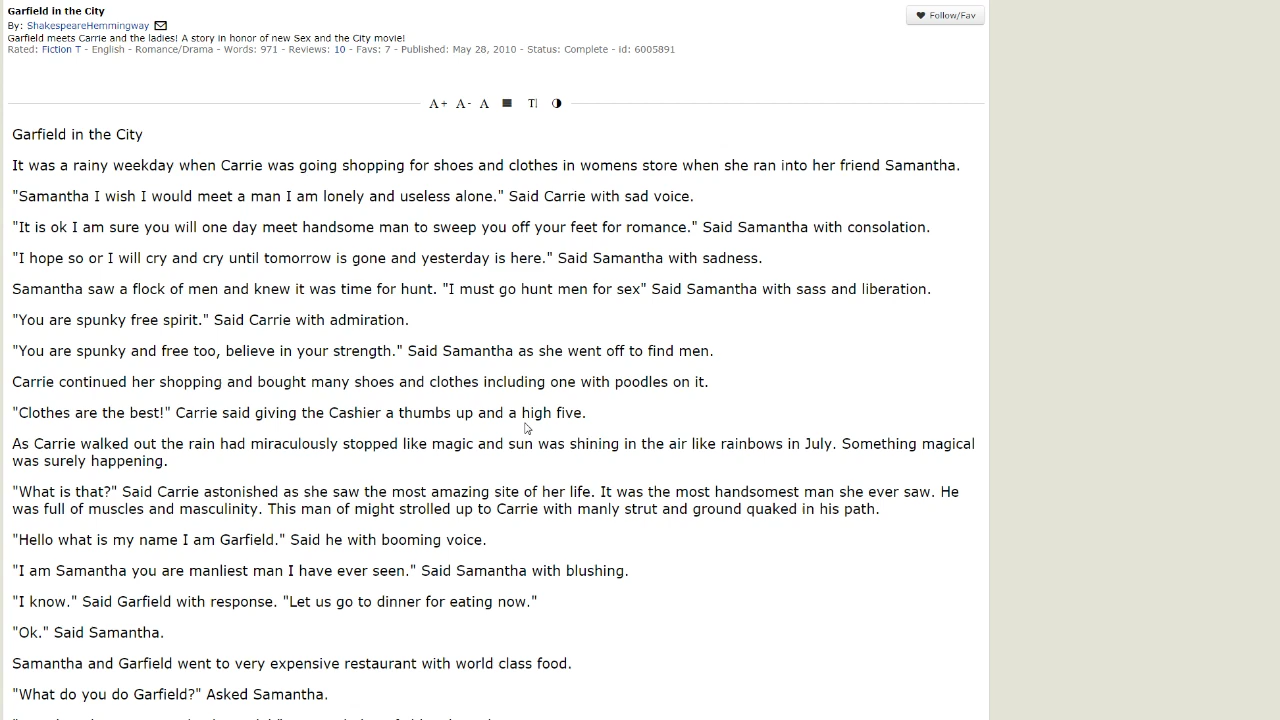 Garfield in the City
Follow/Fav
By: ShakespeareHemmingway
Garfield meets Carrie and the ladies! A story in honor of new Sex and the City movie!
Rated: Fiction T - English - Romance/Drama - Words: 971 - Reviews: 10 - Favs: 7 - Published: May 28, 2010 - Status: Complete - id: 6005891
A+ A- A T
Garfield in the City
It was a rainy weekday when Carrie was going shopping for shoes and clothes in womens store when she ran into her friend Samantha.
"Samantha I wish I would meet a man I am lonely and useless alone." Said Carrie with sad voice.
"It is ok I am sure you will one day meet handsome man to sweep you off your feet for romance." Said Samantha with consolation.
"I hope so or I will cry and cry until tomorrow is gone and yesterday is here." Said Samantha with sadness.
Samantha saw a flock of men and knew it was time for hunt. "I must go hunt men for sex" Said Samantha with sass and liberation.
"You are spunky free spirit." Said Carrie with admiration.
"You are spunky and free too, believe in your strength." Said Samantha as she went off to find men.
Carrie continued her shopping and bought many shoes and clothes including one with poodles on it.
"Clothes are the best!" Carrie said giving the Cashier a thumbs up and a high five.
As Carrie walked out the rain had miraculously stopped like magic and sun was shining in the air like rainbows in July. Something magical
was surely happening.
"What is that?" Said Carrie astonished as she saw the most amazing site of her life. It was the most handsomest man she ever saw. He
was full of muscles and masculinity. This man of might strolled up to Carrie with manly strut and ground quaked in his path.
"Hello what is my name I am Garfield." Said he with booming voice.
"I am Samantha you are manliest man I have ever seen." Said Samantha with blushing.
"I know." Said Garfield with response. "Let us go to dinner for eating now."
"Ok." Said Samantha.
Samantha and Garfield went to very expensive restaurant with world class food.
"What do you do Garfield?" Asked Samantha.